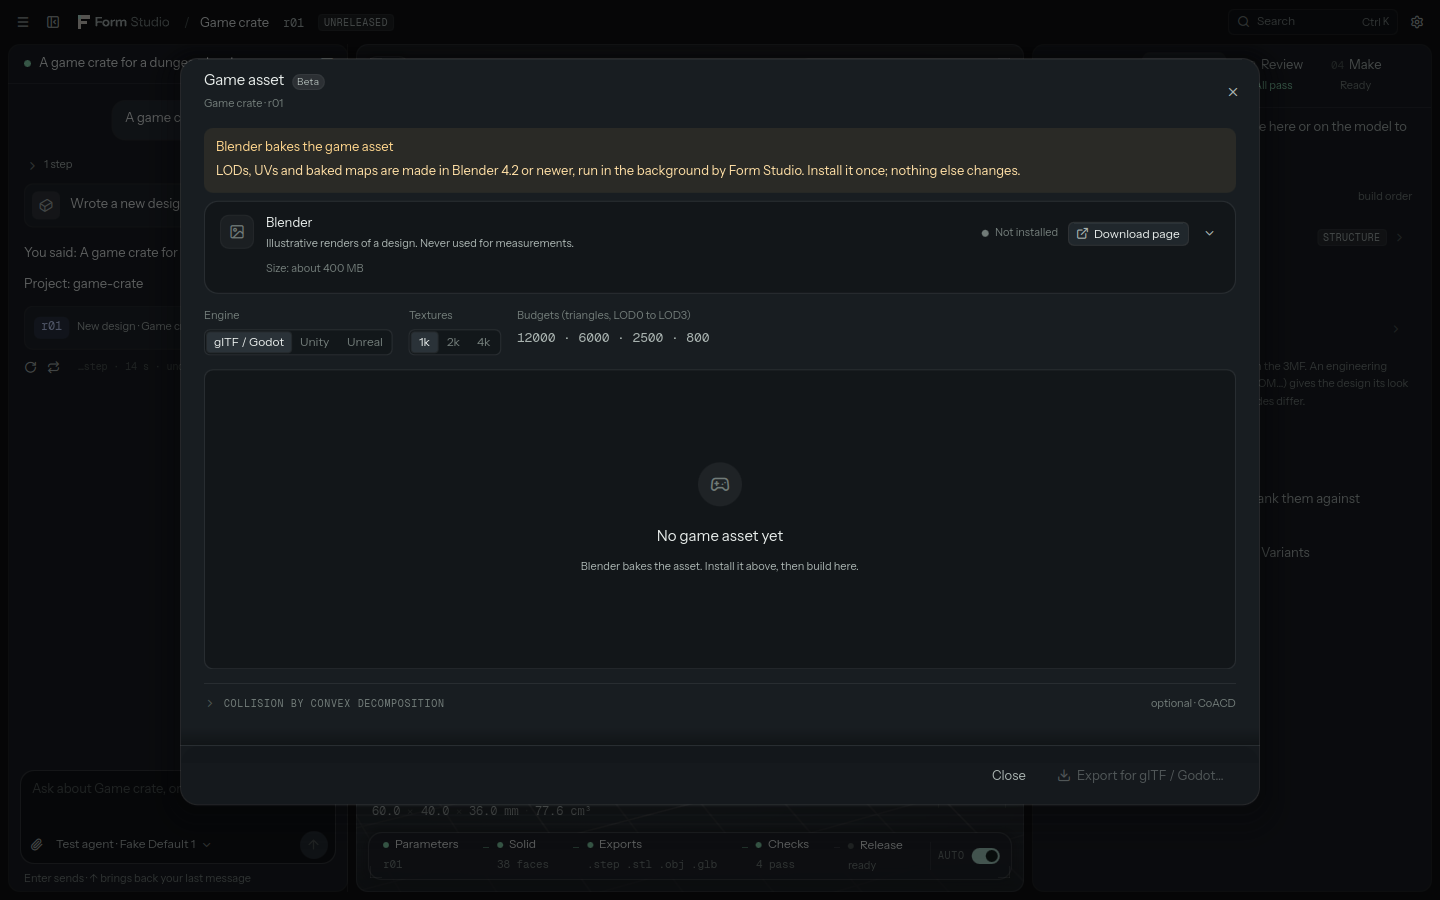 Form Studio / Game crate r01 UNRELEASED
Search Ctrl K
A game crate for a dunge
Game asset Beta
Game crate · r01
Review
04 Make
All pass
Ready
A game c
e here or on the model to
1 step
Blender bakes the game asset
LODs, UVs and baked maps are made in Blender 4.2 or newer, run in the background by Form Studio. Install it once; nothing else changes.
build order
Wrote a new desig
Blender
Illustrative renders of a design. Never used for measurements.
Size: about 400 MB
Not installed
Download page
STRUCTURE
You said: A game crate for
Project: game-crate
r01 New design · Game c
Engine
glTF / Godot Unity Unreal
Textures
1k 2k 4k
Budgets (triangles, LOD0 to LOD3)
12000 · 6000 · 2500 · 800
…step · 14 s · un
the 3MF. An engineering
OM…) gives the design its look
es differ.
No game asset yet
Blender bakes the asset. Install it above, then build here.
ank them against
Variants
COLLISION BY CONVEX DECOMPOSITION
optional · CoACD
Close
Export for glTF / Godot…
Ask about Game crate, or
60.0 × 40.0 × 36.0 mm 77.6 cm³
Test agent · Fake Default 1
Parameters
r01
Solid
38 faces
Exports
.step .stl .obj .glb
Checks
4 pass
Release
ready
AUTO
Enter sends · ↑ brings back your last message